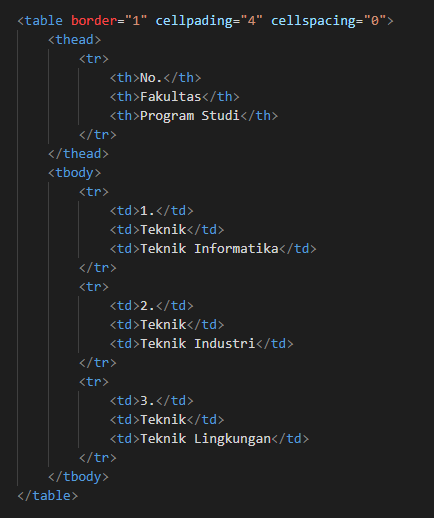 <table border="1" cellpading="4" cellspacing="0">
    <thead>
        <tr>
            <th>No.</th>
            <th>Fakultas</th>
            <th>Program Studi</th>
        </tr>
    </thead>
    <tbody>
        <tr>
            <td>1.</td>
            <td>Teknik</td>
            <td>Teknik Informatika</td>
        </tr>
        <tr>
            <td>2.</td>
            <td>Teknik</td>
            <td>Teknik Industri</td>
        </tr>
        <tr>
            <td>3.</td>
            <td>Teknik</td>
            <td>Teknik Lingkungan</td>
        </tr>
    </tbody>
</table>